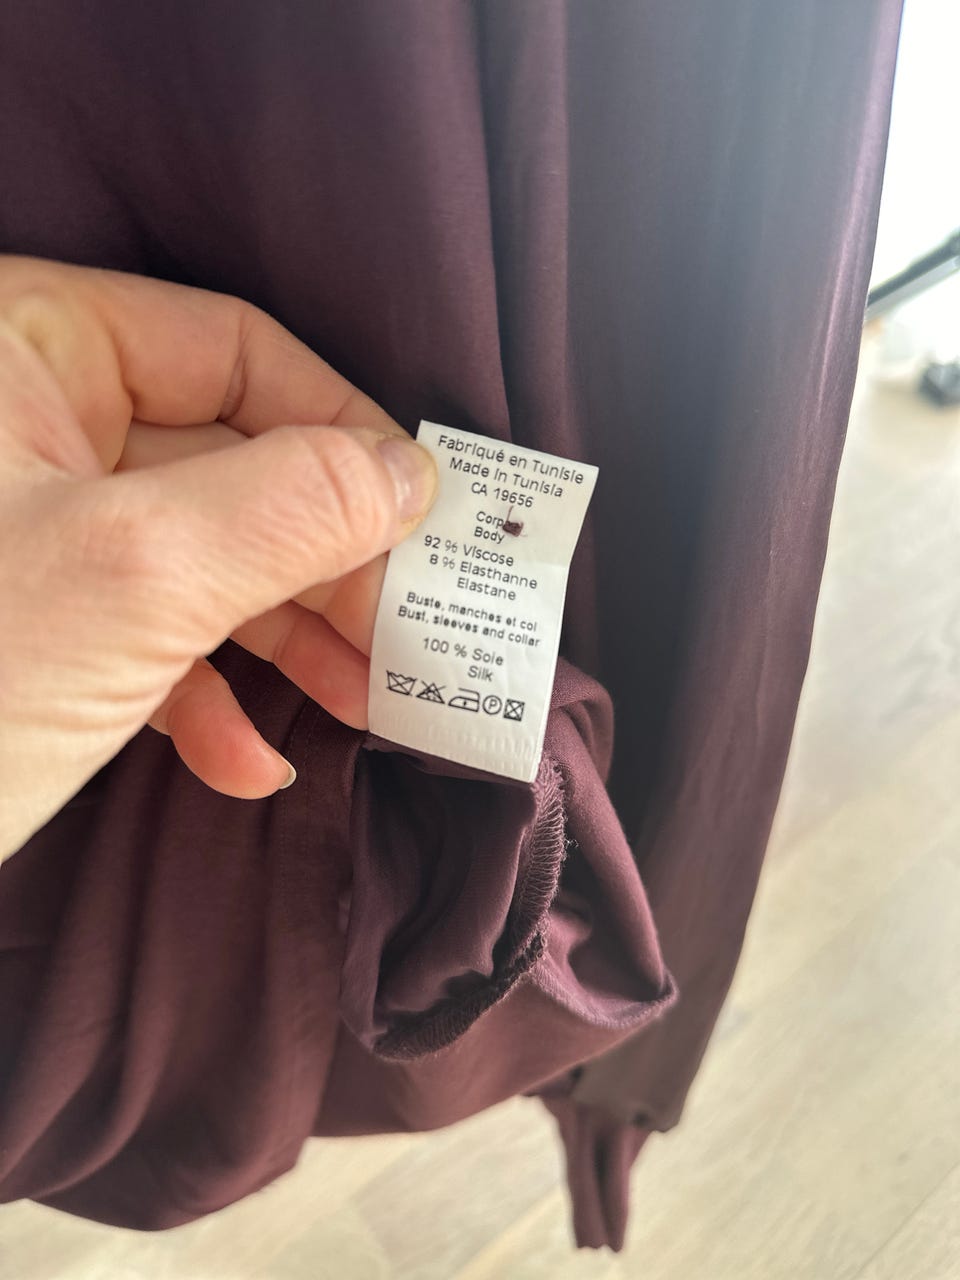 Fabriqué en Tunisie
Made in Tunisia
CA 19656
Body
92 % Viscose
8 % Elasthanne
Elastane
Buste, manches et col
Bust, sleeves and collar
100 % Soie
Silk
P